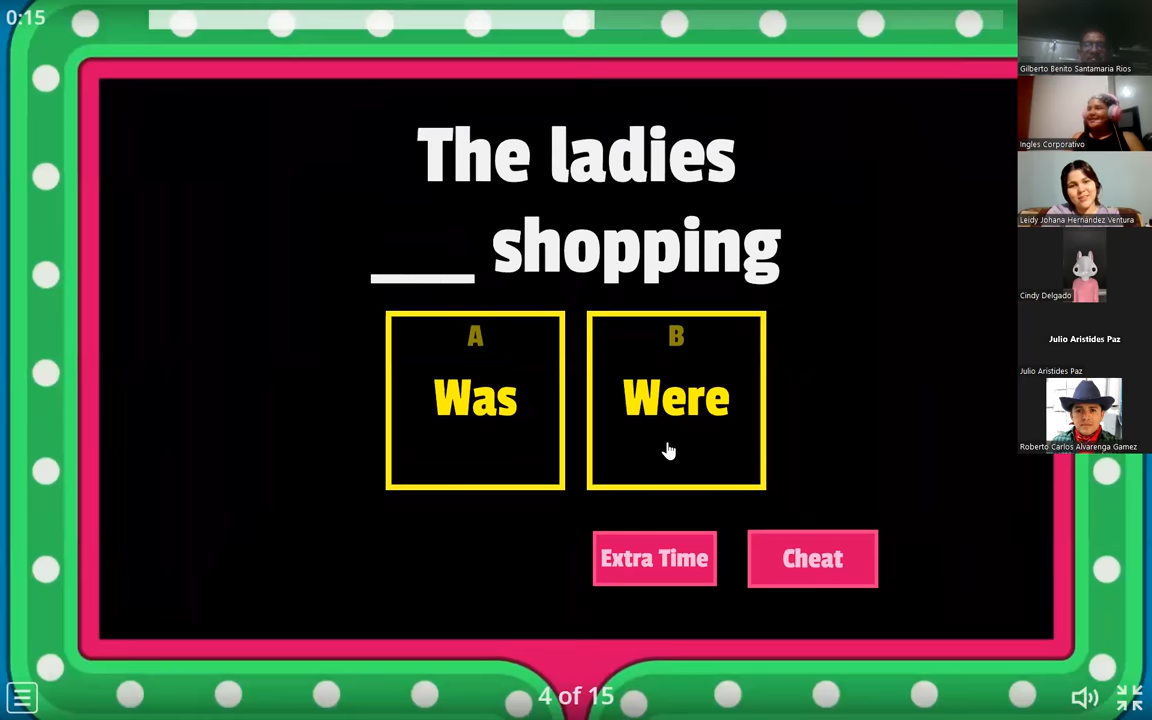 0:15
Gilberto Benito Santamaria Rios
The ladies
Ingles Corporativo
Leidy Johana Hernandez Ventura
___ shopping
Cindy Delgado
A
B
Julio Aristides Paz
Julio Aristides Paz
Was
Were
Roberto Carlos Alvarenga Gamez
Extra Time
Cheat
4 of 15